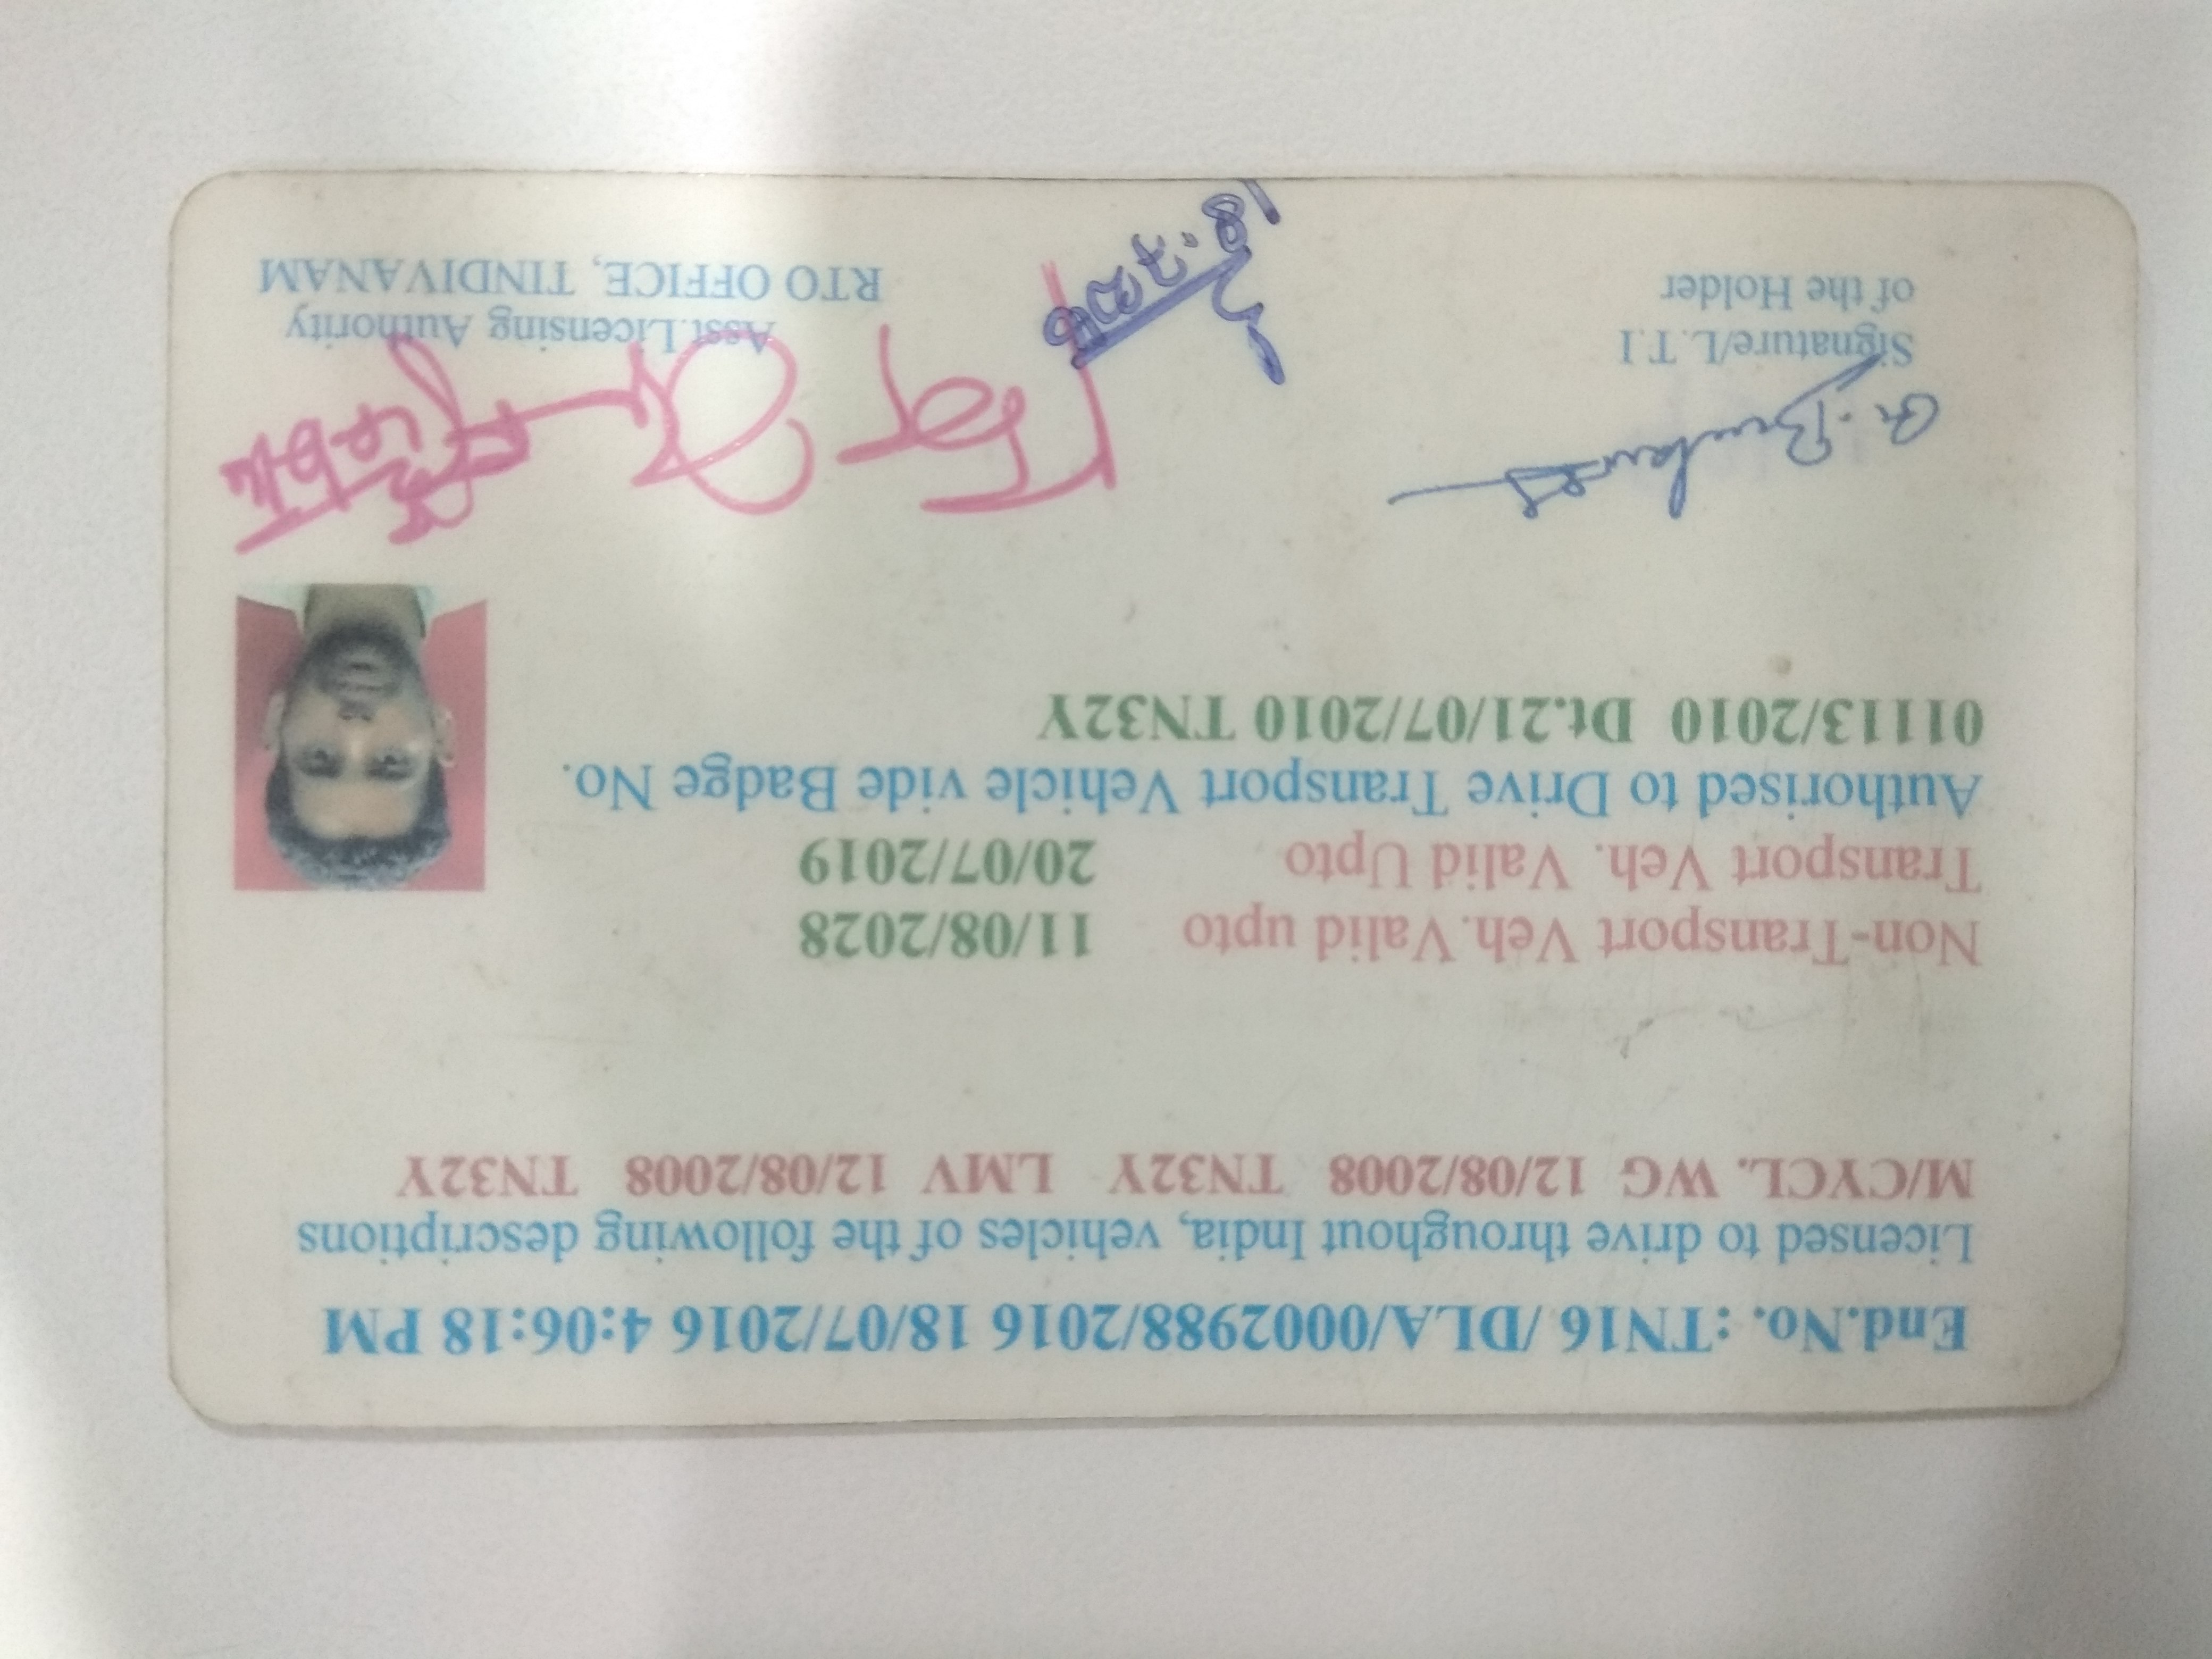 End.No. :TN16 /DLA/0002988/2016 18/07/2016 4:06:18 PM
Licensed to drive throughout India, vehicles of the following descriptions
M/CYCL. WG 12/08/2008 TN32Y LMV 12/08/2008 TN32Y
Non-Transport Veh.Valid upto 11/08/2028
Transport Veh. Valid Upto 20/07/2019
Authorised to Drive Transport Vehicle vide Badge No.
01113/2010 Dt.21/07/2010 TN32Y
Signature/L.T.I
of the Holder
Asst.Licensing Authority
RTO OFFICE, TINDIVANAM